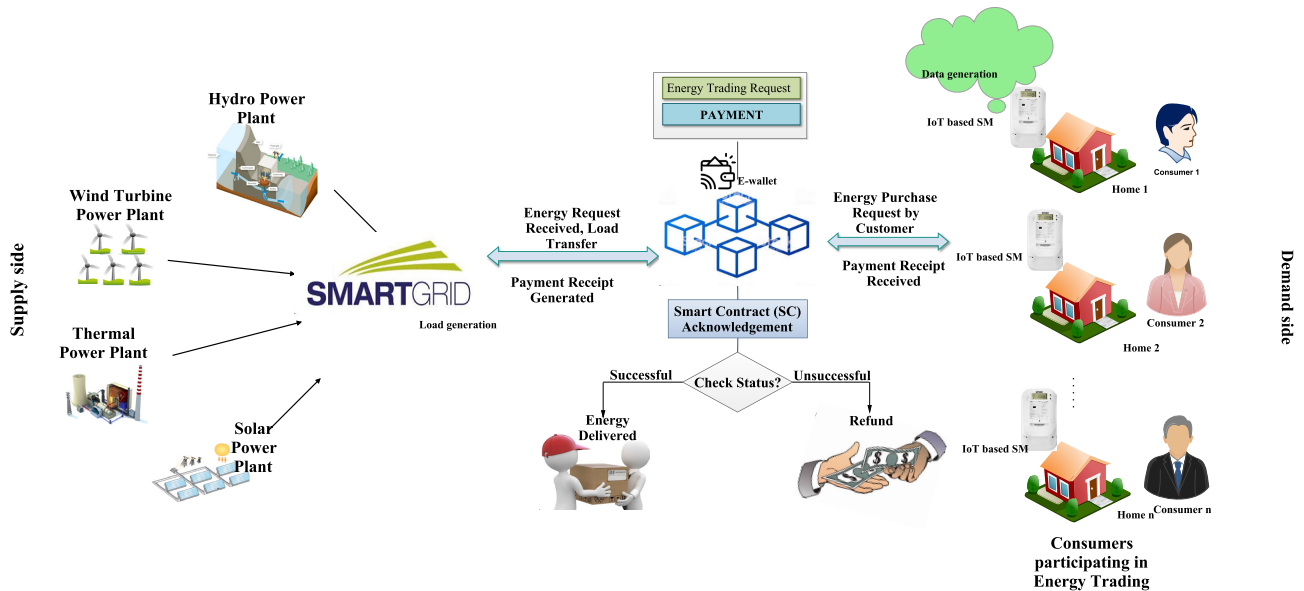 Supply side
Hydro Power
Plant
Wind Turbine
Power Plant
Thermal
Power Plant
Solar
Power
Plant
SMARTGRID
Load generation
Energy Request
Received, Load
Transfer
Payment Receipt
Generated
Energy Trading Request
PAYMENT
E-wallet
Smart Contract (SC)
Acknowledgement
Check Status?
Successful
Unsuccessful
Energy
Delivered
Refund
Energy Purchase
Request by
Customer
Payment Receipt
Received
Data generation
IoT based SM
Home 1
Consumer 1
IoT based SM
Home 2
Consumer 2
IoT based SM
Home n
Consumer n
Consumers
participating in
Energy Trading
Demand side